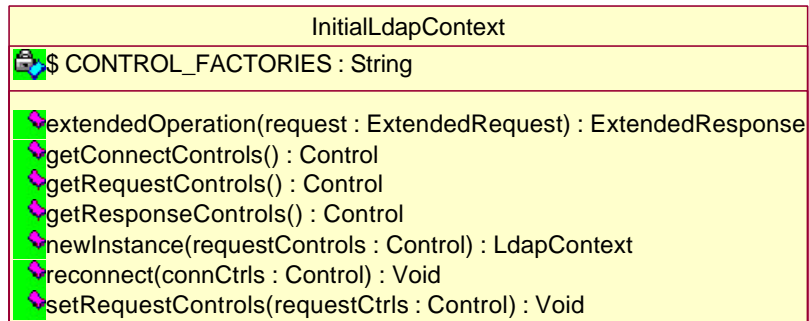 InitialLdapContext
$ CONTROL_FACTORIES : String
extendedOperation(request : ExtendedRequest) : ExtendedResponse
getConnectControls() : Control
getRequestControls() : Control
getResponseControls() : Control
newInstance(requestControls : Control) : LdapContext
reconnect(connCtrls : Control) : Void
setRequestControls(requestCtrls : Control) : Void